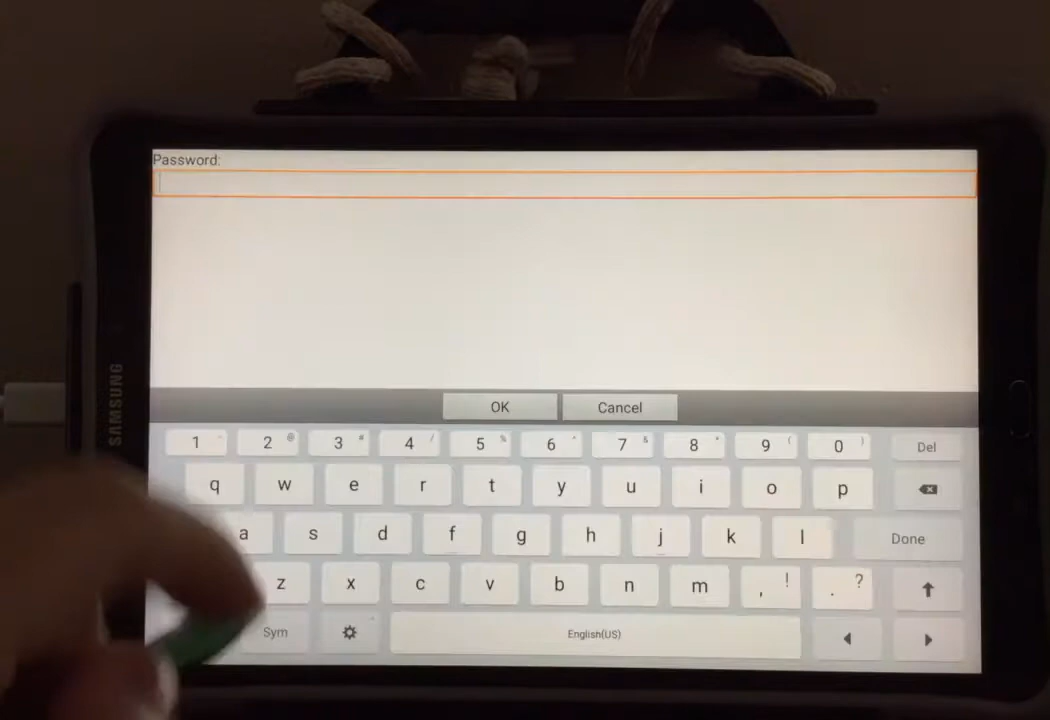 Password:
SAMSUNG
OK Cancel
1 2 @ 3 # 4 / 5 % 6 ^ 7 & 8 * 9 ( 0 ) Del
q w e r t y u i o p
a s d f g h j k l Done
z x c v b n m , ! . ?
Sym English(US)